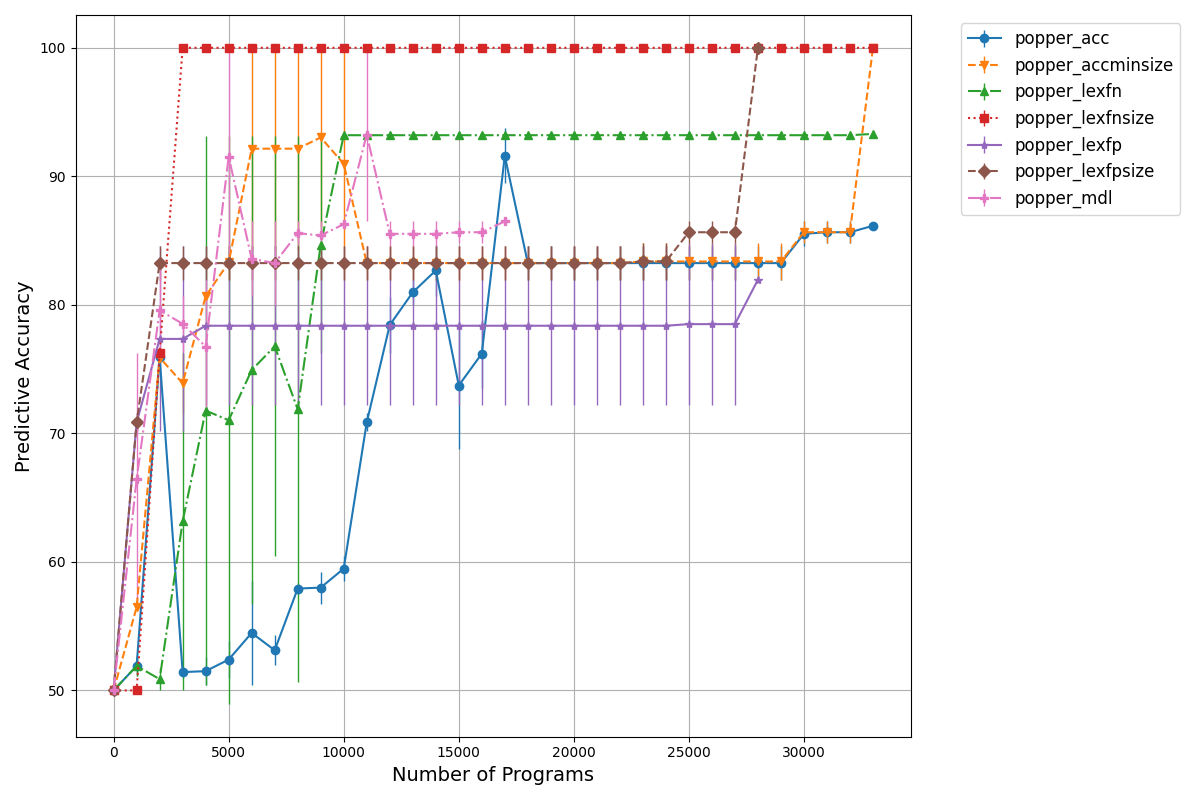 100
90
80
70
60
50
Predictive Accuracy
0
5000
10000
15000
20000
25000
30000
Number of Programs
popper_acc
popper_accminsize
popper_lexfn
popper_lexfnsize
popper_lexfp
popper_lexfpsize
popper_mdl